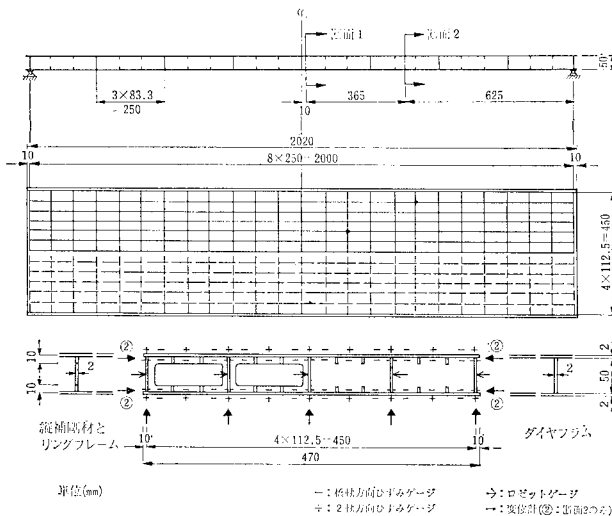 ℄
断面 1
断面 2
50
3×83.3
=250
10
365
625
2020
10
8×250=2000
10
4×112.5=450
② ②
2
10
2
10
50
2
2
② ②
縦補剛材と
リングフレーム
10
4×112.5=450
10
470
ダイヤフラム
単位(mm)
－：橋軸方向ひずみゲージ
＋：2軸方向ひずみゲージ
→：ロゼットゲージ
→：変位計(②：断面2のみ)